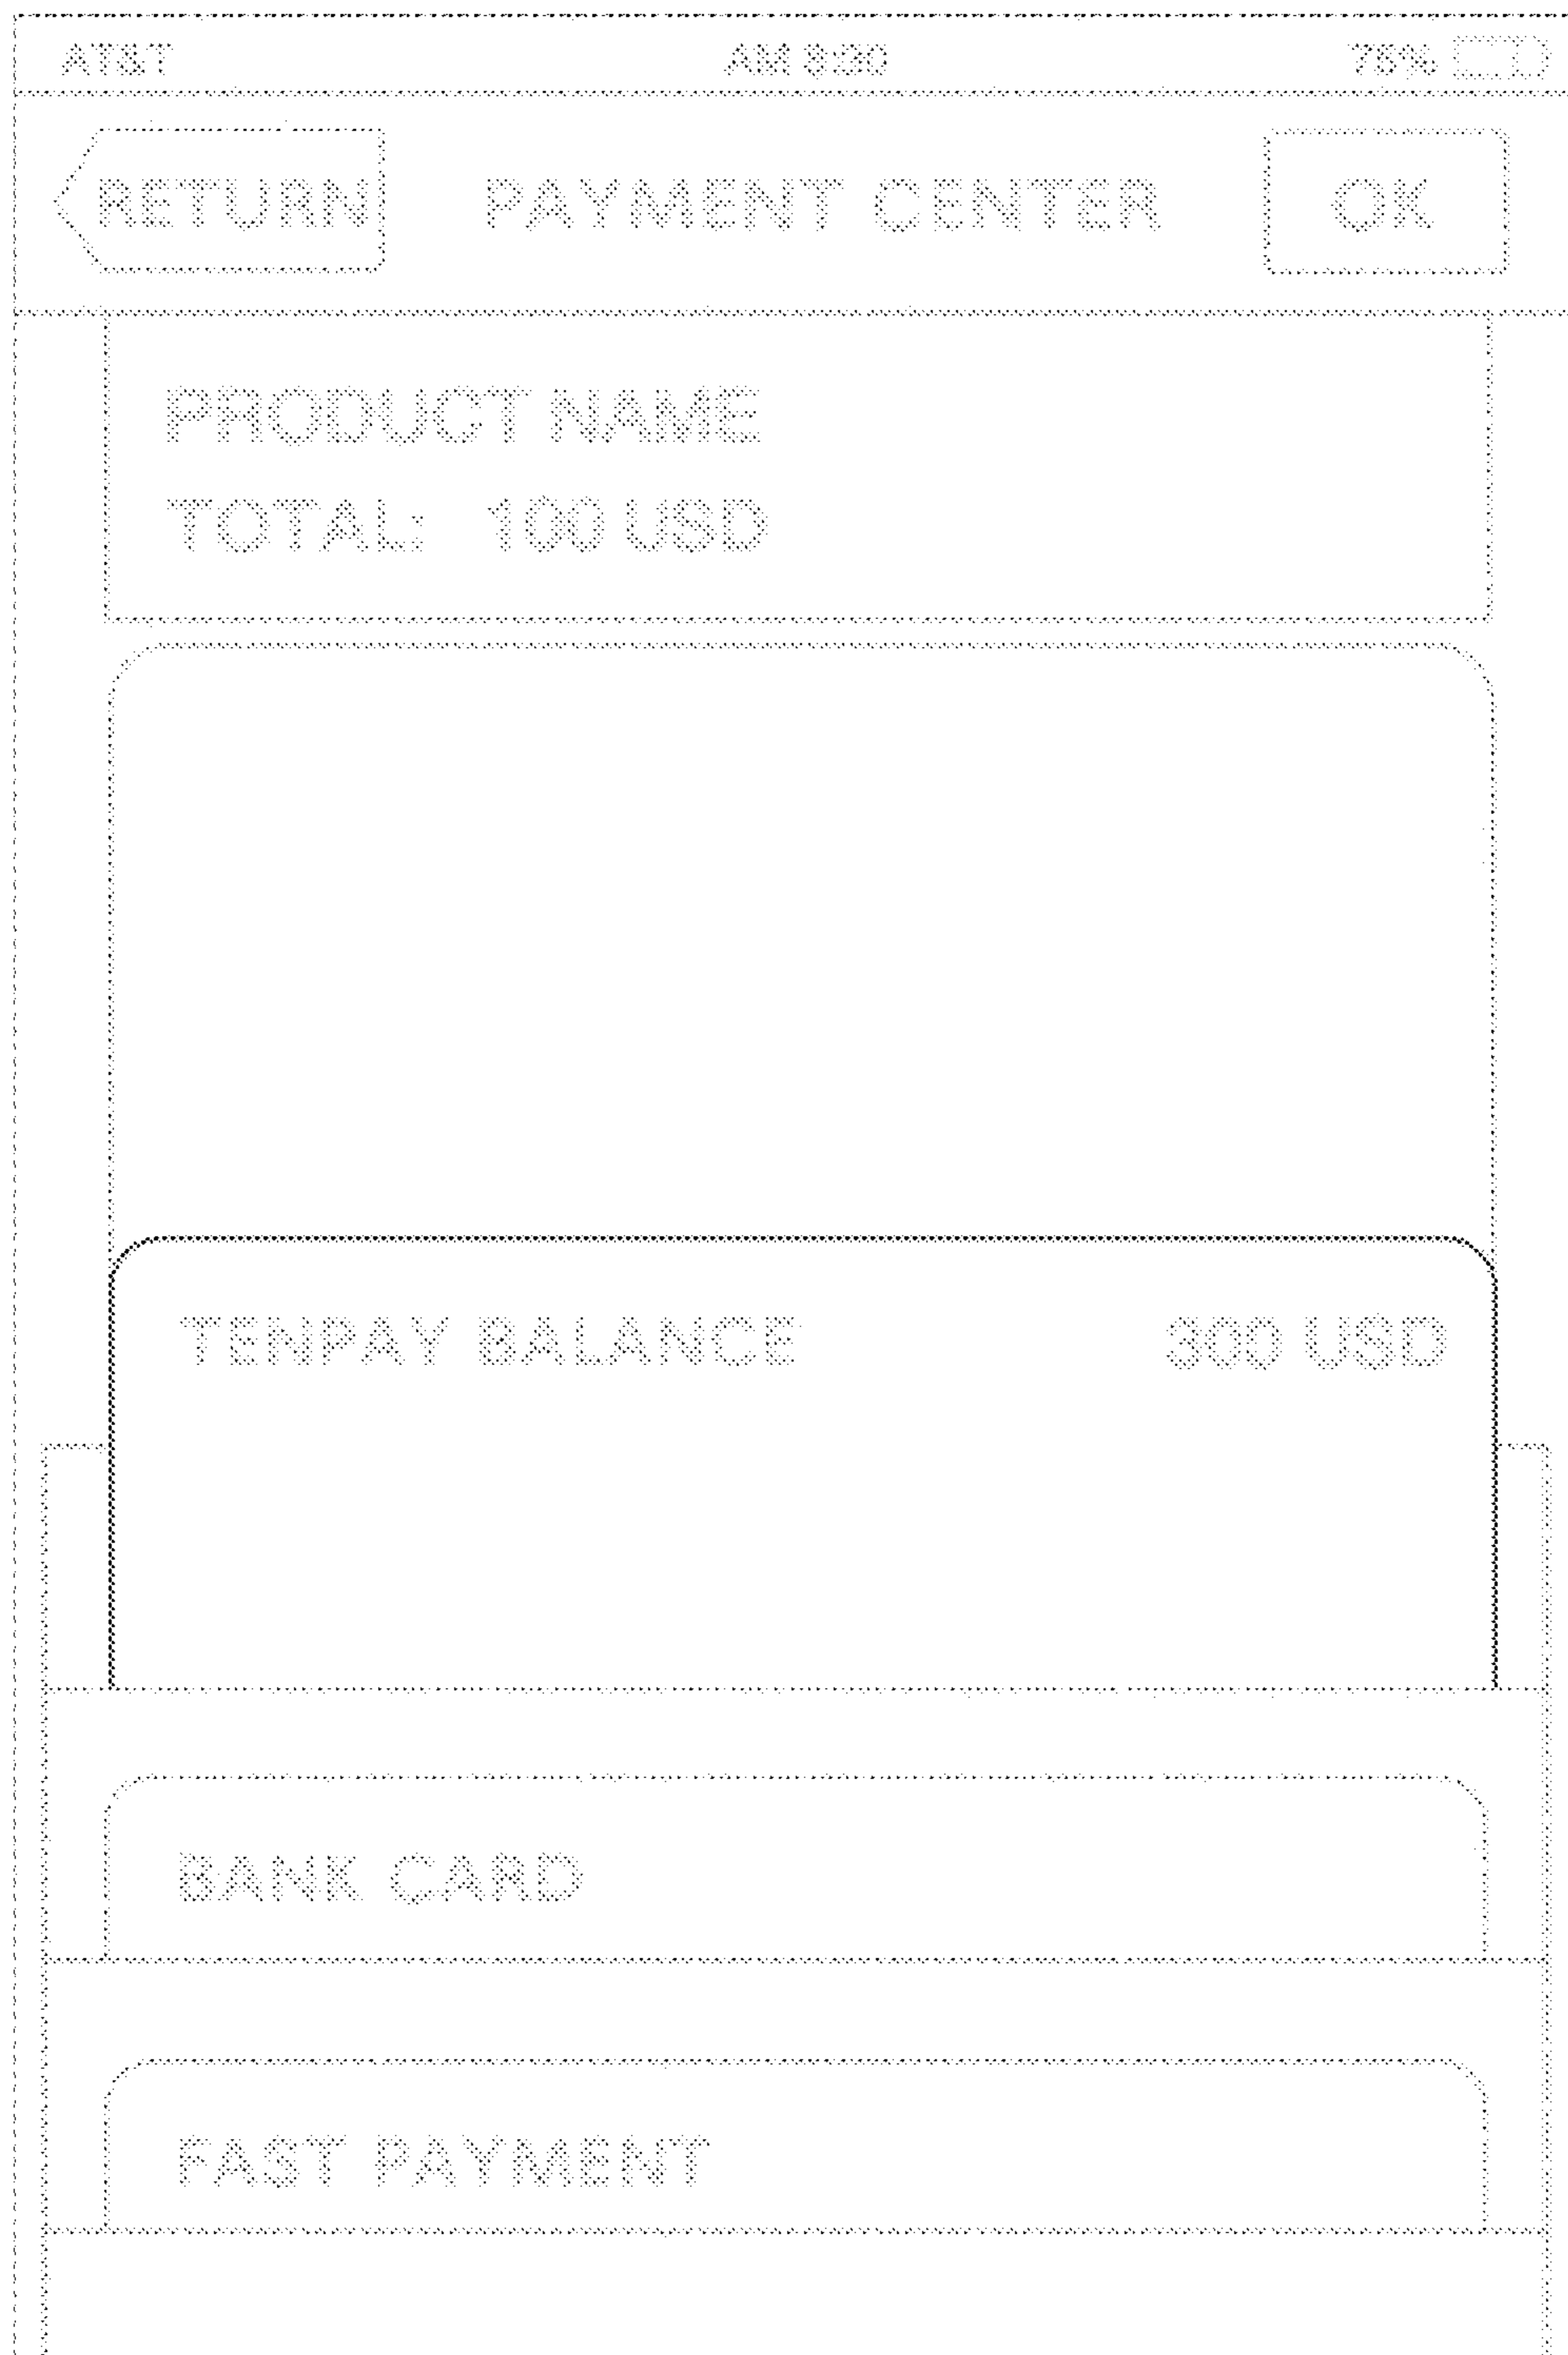 AT&T AM 8:30 75%
RETURN PAYMENT CENTER OK
PRODUCT NAME
TOTAL: 100 USD
TENPAY BALANCE 300 USD
BANK CARD
FAST PAYMENT